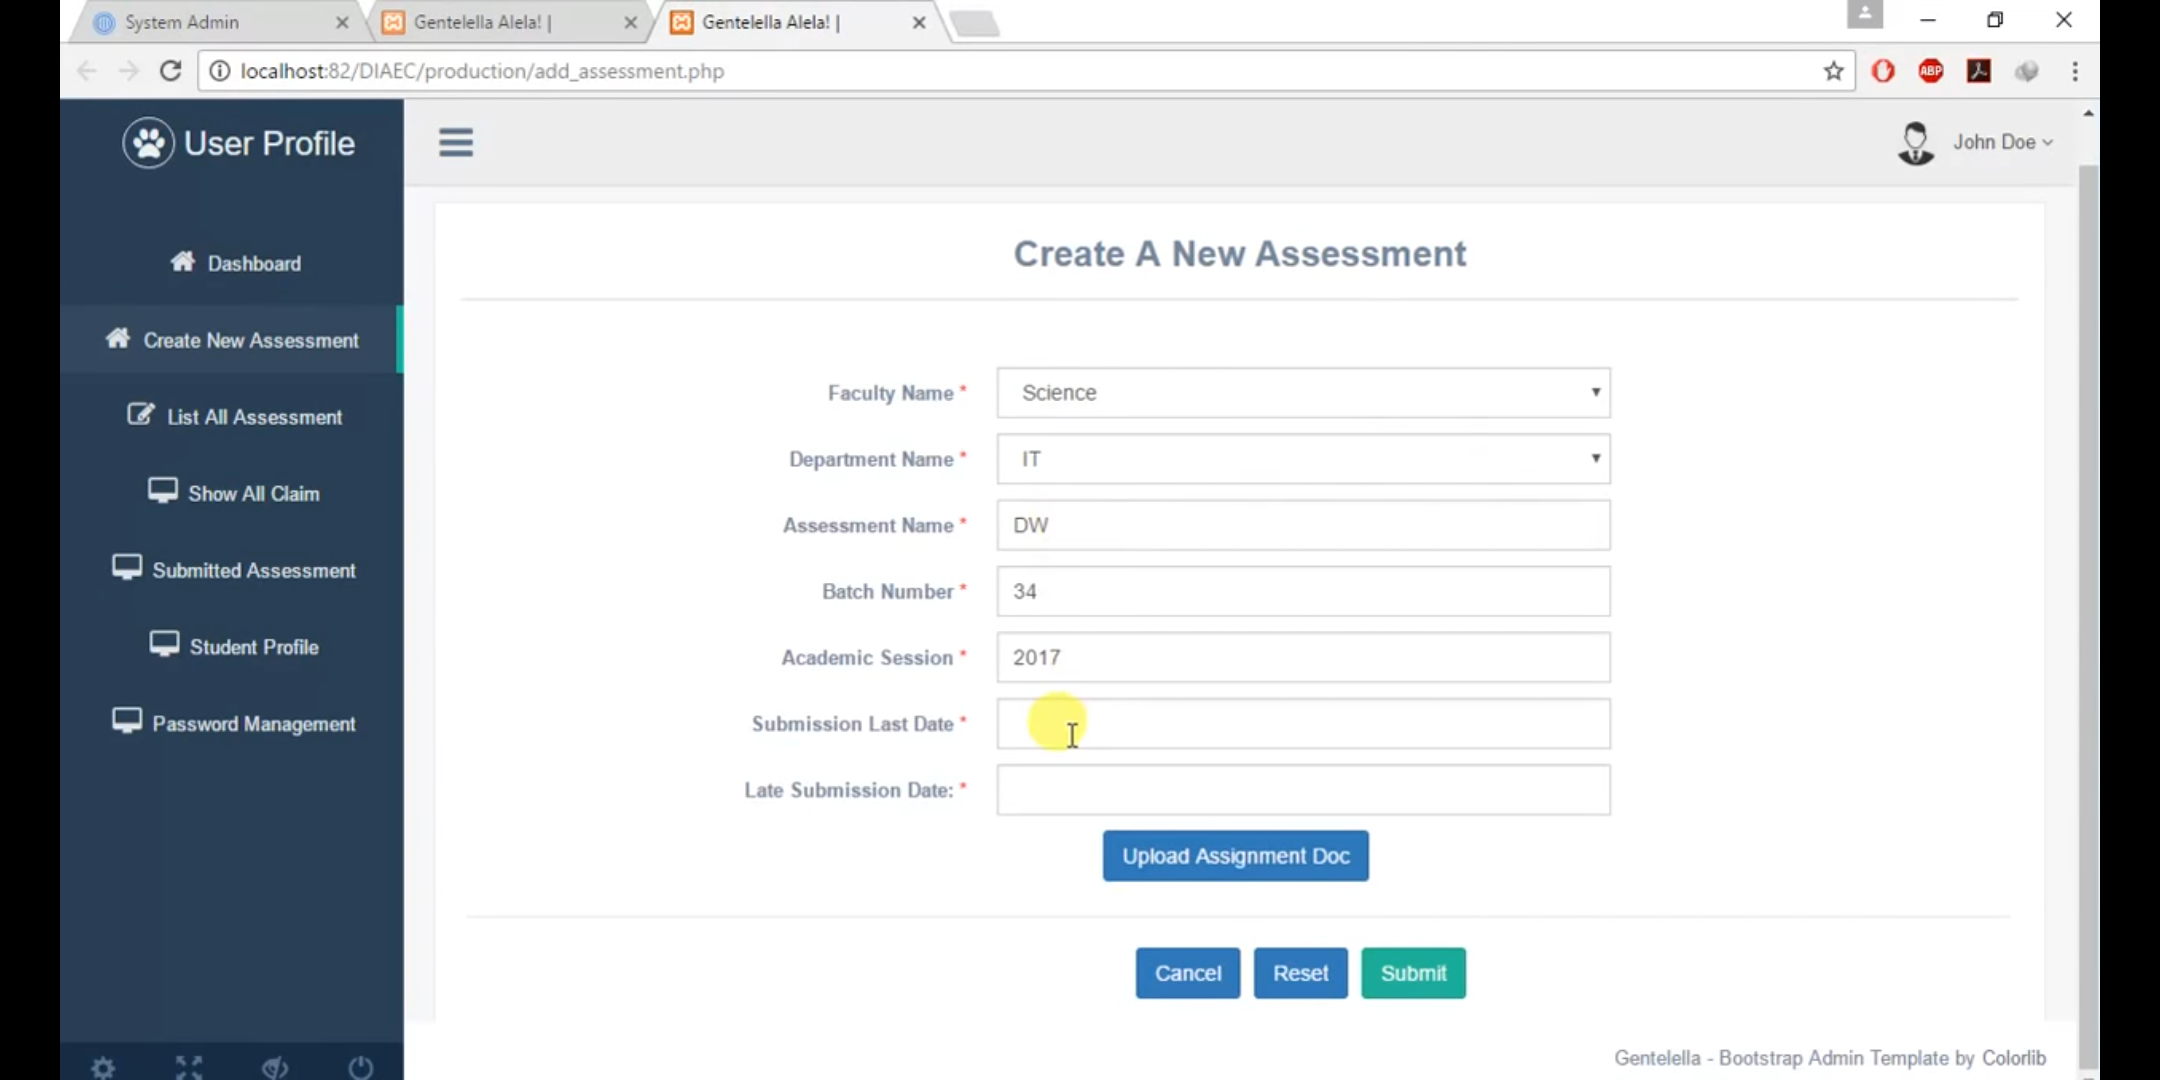 System Admin
Gentelella Alela! |
Gentelella Alela! |
localhost:82/DIAEC/production/add_assessment.php
ABP
User Profile
John Doe
Dashboard
Create New Assessment
List All Assessment
Show All Claim
Submitted Assessment
Student Profile
Password Management
Create A New Assessment
Faculty Name * Science
Department Name * IT
Assessment Name * DW
Batch Number * 34
Academic Session * 2017
Submission Last Date *
Late Submission Date: *
Upload Assignment Doc
Cancel Reset Submit
Gentelella - Bootstrap Admin Template by Colorlib